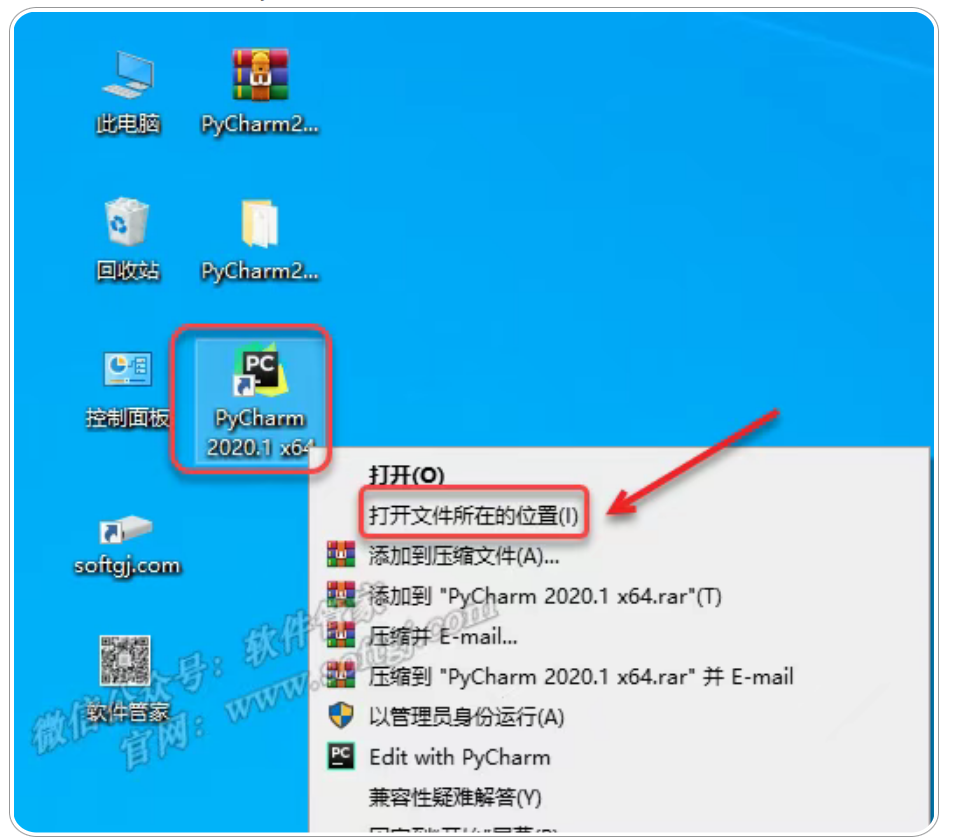 此电脑
PyCharm2...
回收站
PyCharm2...
控制面板
PyCharm
2020.1 x64
softgj.com
软件管家
打开(O)
打开文件所在的位置(I)
添加到压缩文件(A)...
添加到 "PyCharm 2020.1 x64.rar"(T)
压缩并 E-mail...
压缩到 "PyCharm 2020.1 x64.rar" 并 E-mail
以管理员身份运行(A)
Edit with PyCharm
兼容性疑难解答(Y)
微信公众号：软件管家
官网：www.softgj.com
PC
PC